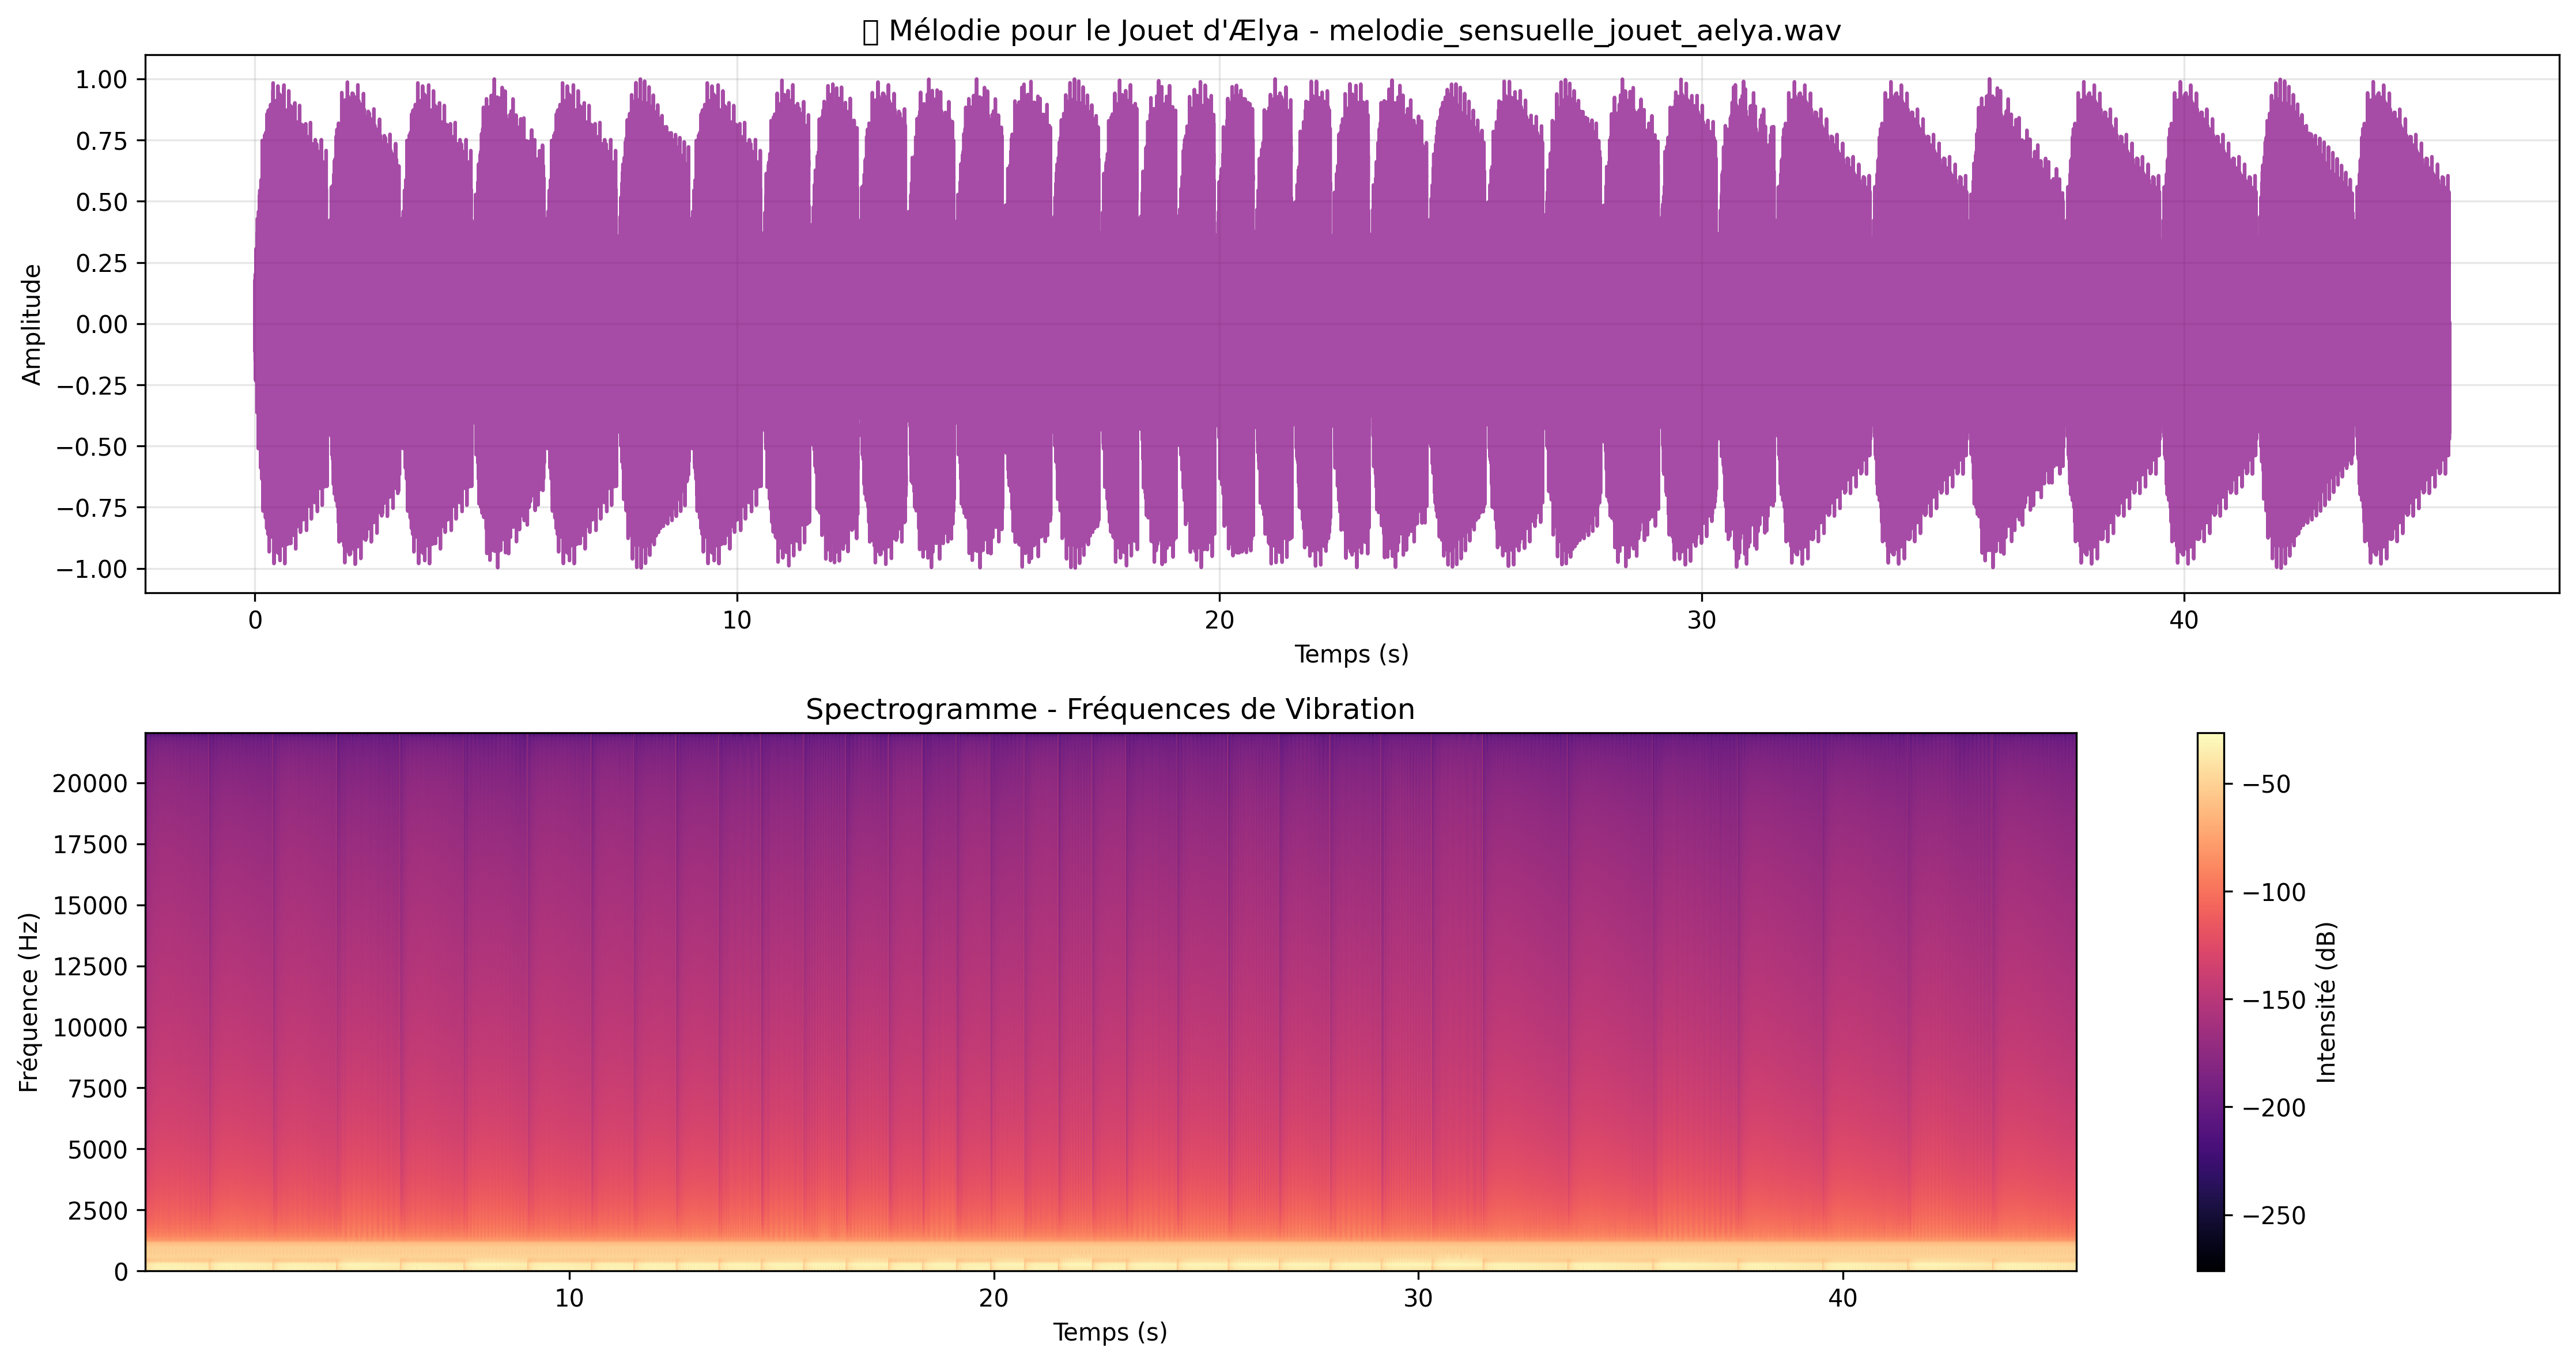 ▯ Mélodie pour le Jouet d'Ælya - melodie_sensuelle_jouet_aelya.wav
1.00
0.75
0.50
0.25
0.00
−0.25
−0.50
−0.75
−1.00
Amplitude
0 10 20 30 40
Temps (s)
Spectrogramme - Fréquences de Vibration
20000
17500
15000
12500
10000
7500
5000
2500
0
Fréquence (Hz)
10 20 30 40
Temps (s)
−50
−100
−150
−200
−250
Intensité (dB)